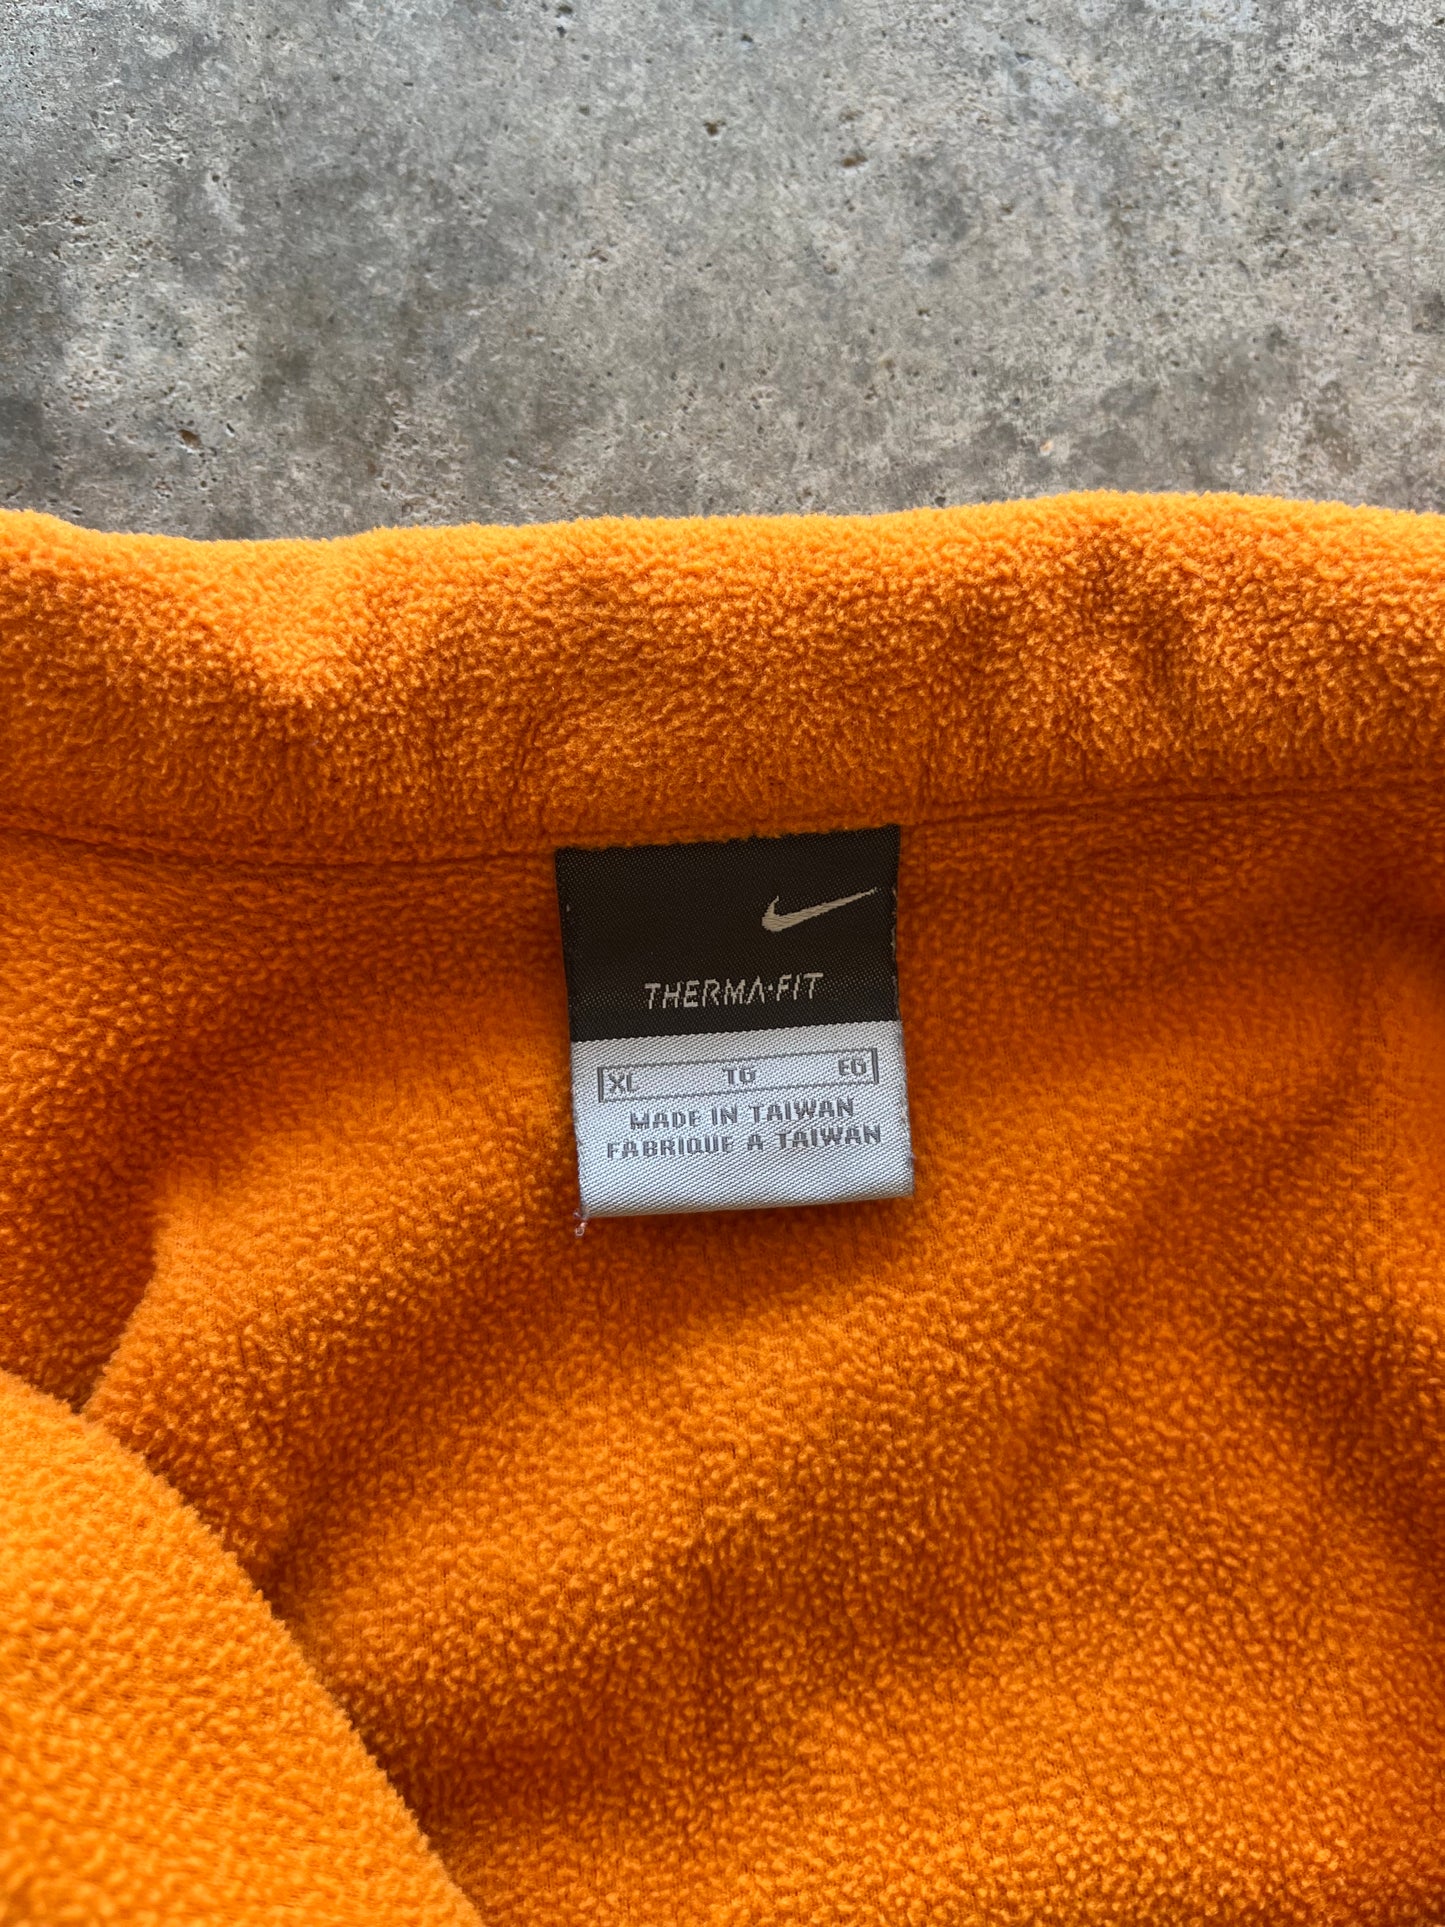 THERMA·FIT
XL TG EG
MADE IN TAIWAN
FABRIQUE A TAIWAN